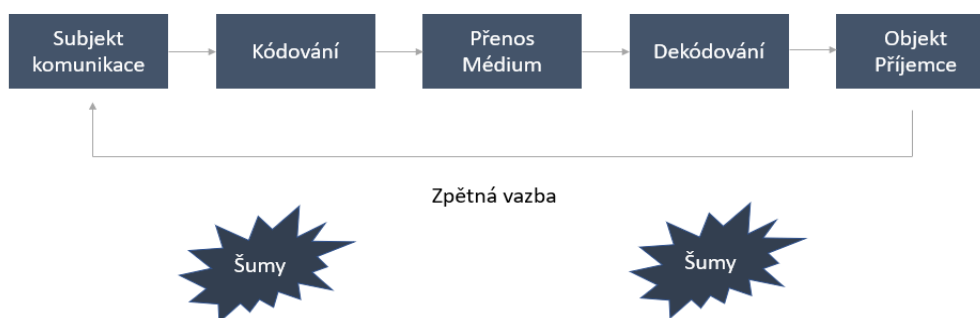 Subjekt
komunikace
Kódování
Přenos
Médium
Dekódování
Objekt
Příjemce
Zpětná vazba
Šumy
Šumy